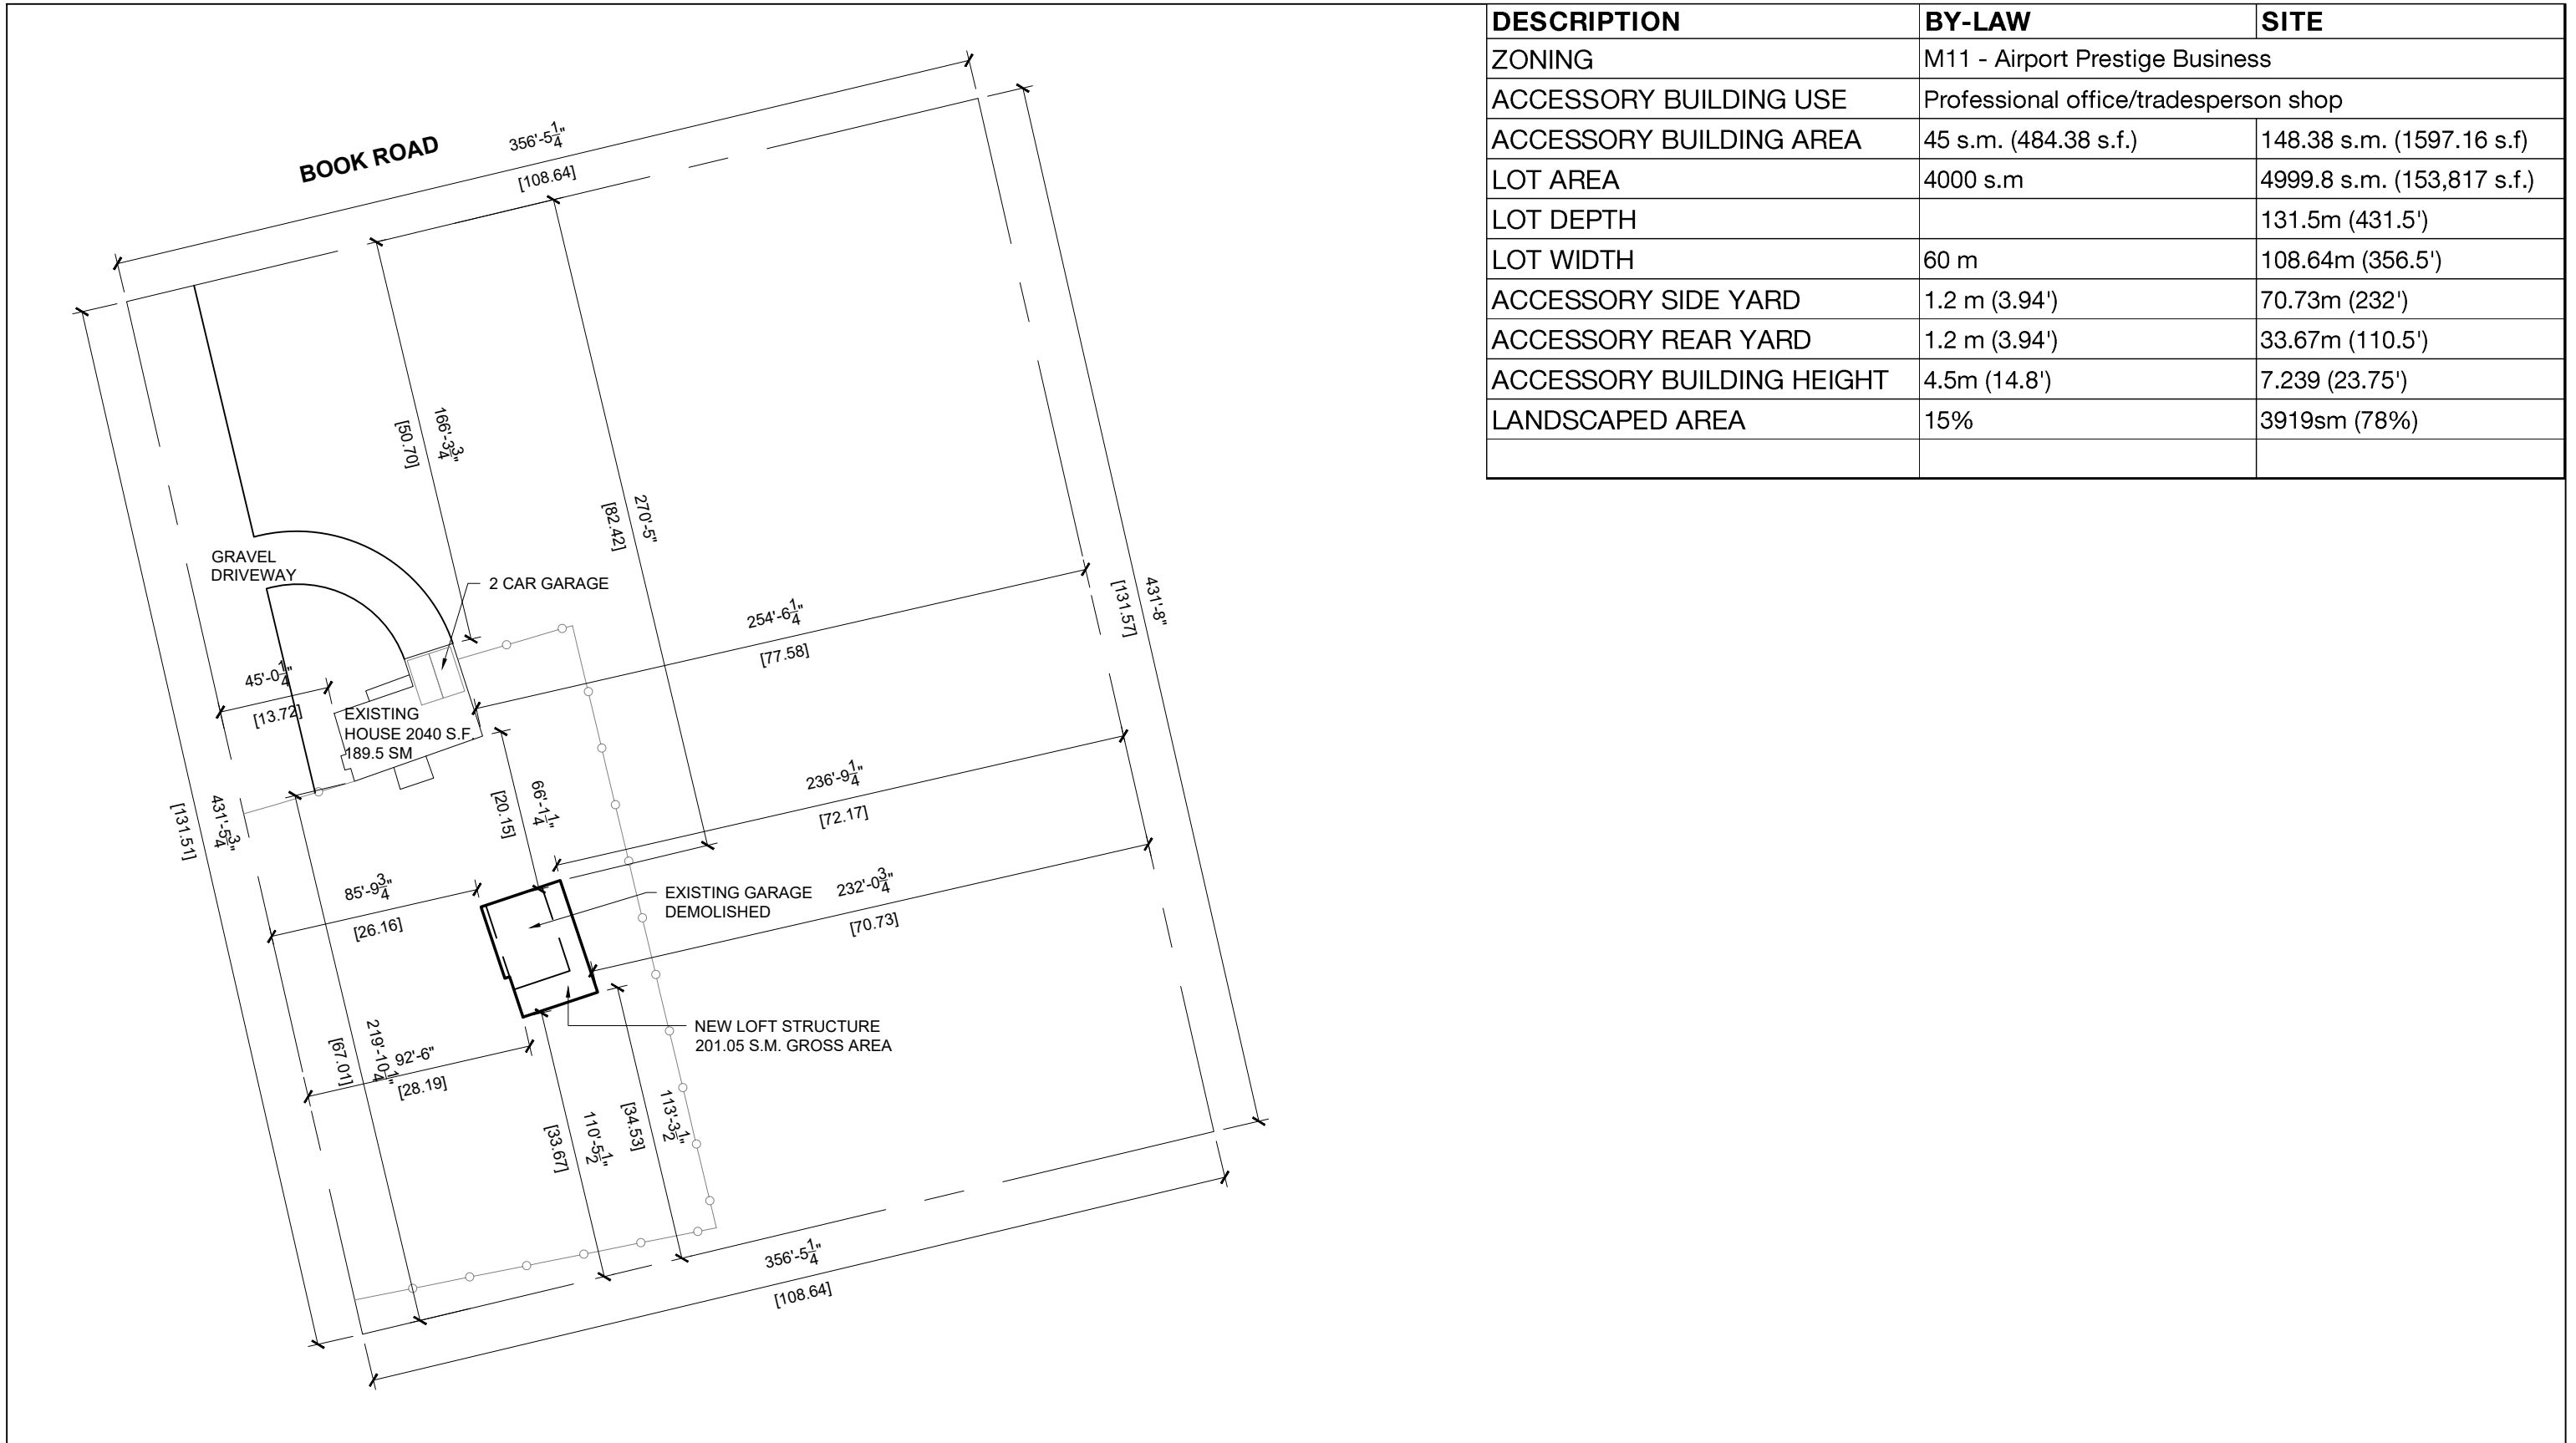 DESCRIPTION BY-LAW SITE
ZONING M11 - Airport Prestige Business
ACCESSORY BUILDING USE Professional office/tradesperson shop
ACCESSORY BUILDING AREA 45 s.m. (484.38 s.f.) 148.38 s.m. (1597.16 s.f)
LOT AREA 4000 s.m 4999.8 s.m. (153,817 s.f.)
LOT DEPTH 131.5m (431.5')
LOT WIDTH 60 m 108.64m (356.5')
ACCESSORY SIDE YARD 1.2 m (3.94') 70.73m (232')
ACCESSORY REAR YARD 1.2 m (3.94') 33.67m (110.5')
ACCESSORY BUILDING HEIGHT 4.5m (14.8') 7.239 (23.75')
LANDSCAPED AREA 15% 3919sm (78%)
BOOK ROAD
356'-5 1/4"
[108.64]
166'-3 3/4"
[50.70]
270'-5"
[82.42]
GRAVEL
DRIVEWAY
2 CAR GARAGE
254'-6 1/4"
[77.58]
431'-8"
[131.57]
45'-0 1/4"
[13.72]
EXISTING
HOUSE 2040 S.F.
189.5 SM
66'-1 1/4"
[20.15]
236'-9 1/4"
[72.17]
431'-5 3/4"
[131.51]
85'-9 3/4"
[26.16]
EXISTING GARAGE
DEMOLISHED
232'-0 3/4"
[70.73]
NEW LOFT STRUCTURE
201.05 S.M. GROSS AREA
219'-10 1/4"
[67.01]
92'-6"
[28.19]
110'-5 1/2"
[33.67]
113'-3 1/2"
[34.53]
356'-5 1/4"
[108.64]